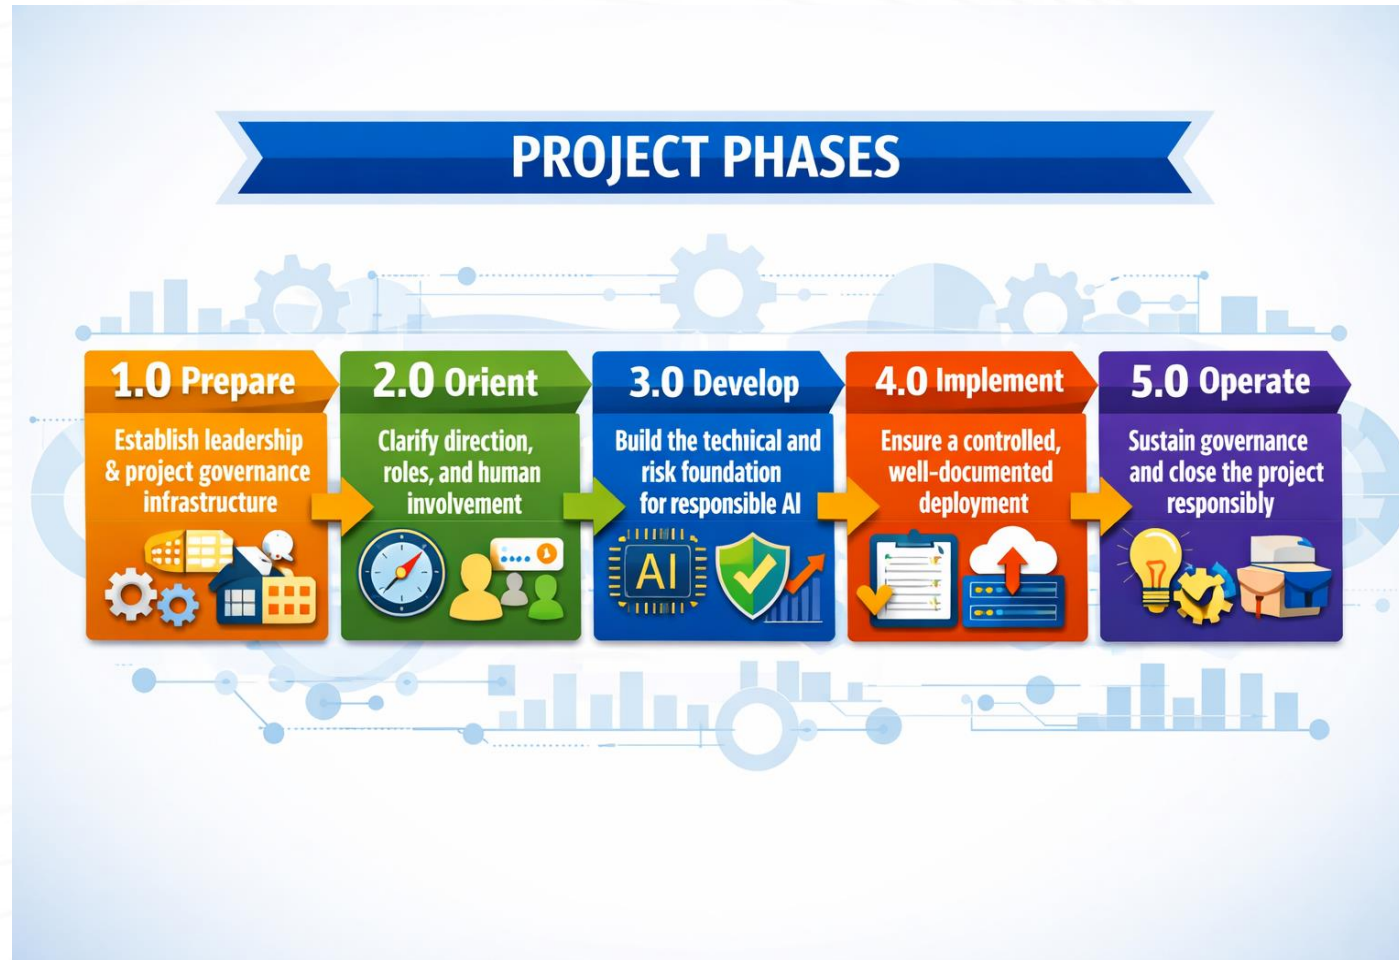 PROJECT PHASES
1.0 Prepare
Establish leadership
& project governance
infrastructure
2.0 Orient
Clarify direction,
roles, and human
involvement
3.0 Develop
Build the technical and
risk foundation
for responsible AI
AI
4.0 Implement
Ensure a controlled,
well-documented
deployment
5.0 Operate
Sustain governance
and close the project
responsibly